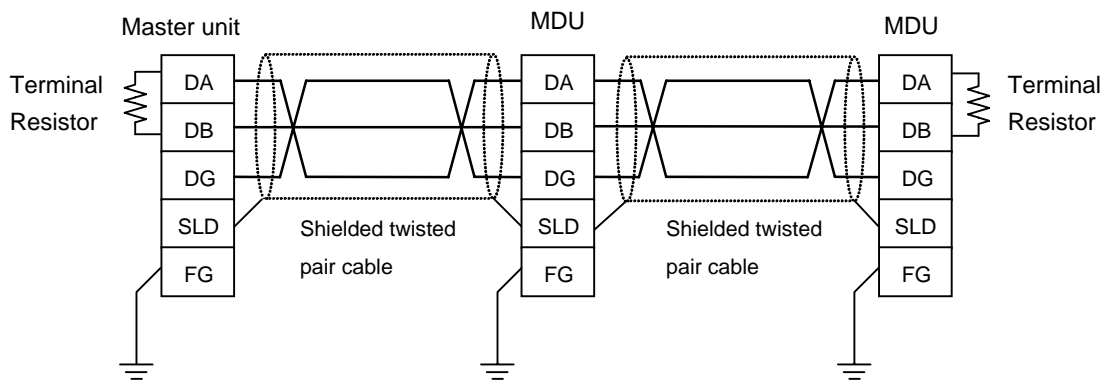 Master unit
MDU
MDU
Terminal
Resistor
DA
DB
DG
SLD
FG
Shielded twisted
pair cable
DA
DB
DG
SLD
FG
Shielded twisted
pair cable
DA
DB
DG
SLD
FG
Terminal
Resistor